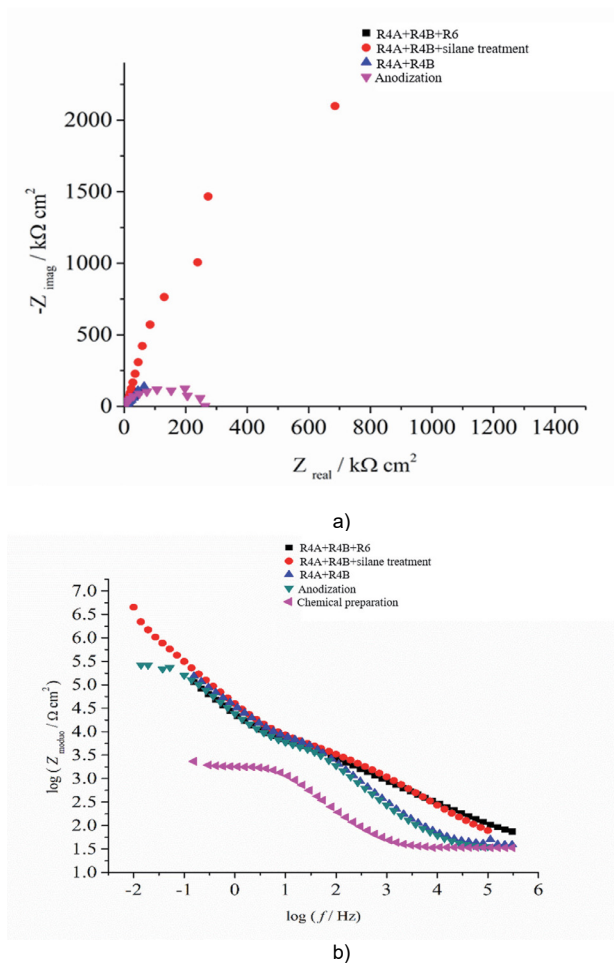 R4A+R4B+R6
R4A+R4B+silane treatment
R4A+R4B
Anodization
2000
1500
1000
500
0
-Z imag / kΩ cm2
0 200 400 600 800 1000 1200 1400
Z real / kΩ cm2
a)
R4A+R4B+R6
R4A+R4B+silane treatment
R4A+R4B
Anodization
Chemical preparation
7.0
6.5
6.0
5.5
5.0
4.5
4.0
3.5
3.0
2.5
2.0
1.5
1.0
log (Z moduo / Ω cm2)
-2 -1 0 1 2 3 4 5 6
log (f / Hz)
b)